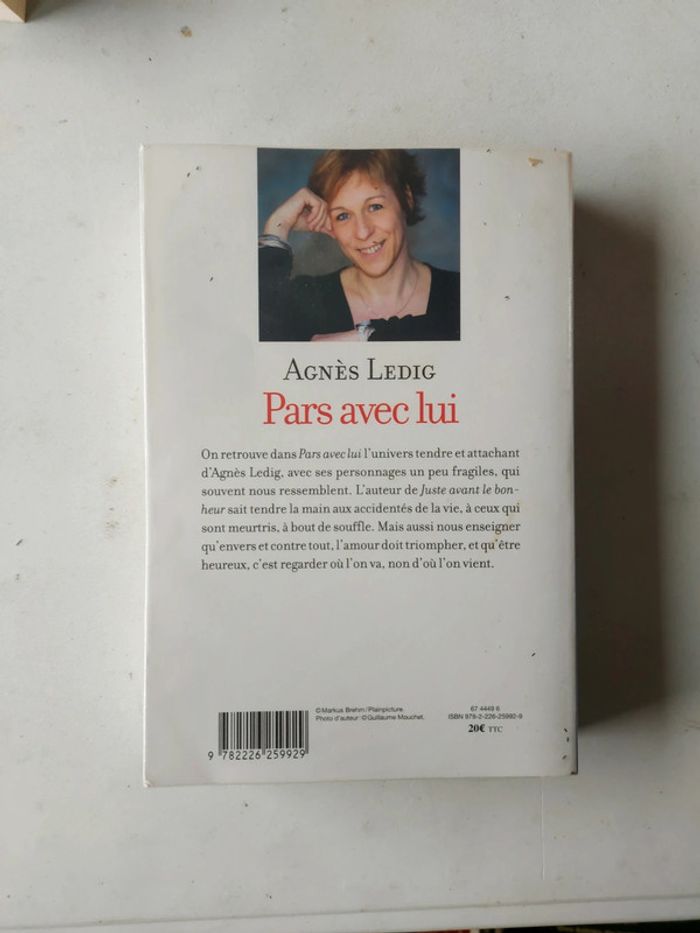 AGNÈS LEDIG
Pars avec lui
On retrouve dans Pars avec lui l'univers tendre et attachant
d'Agnès Ledig, avec ses personnages un peu fragiles, qui
souvent nous ressemblent. L'auteur de Juste avant le bon-
heur sait tendre la main aux accidentés de la vie, à ceux qui
sont meurtris, à bout de souffle. Mais aussi nous enseigner
qu'envers et contre tout, l'amour doit triompher, et qu'être
heureux, c'est regarder où l'on va, non d'où l'on vient.
©Markus Brehm/Plainpicture
Photo d'auteur : ©Guillaume Mauchet.
67 4449 6
ISBN 978-2-226-25992-9
20€ TTC
9 782226 259929